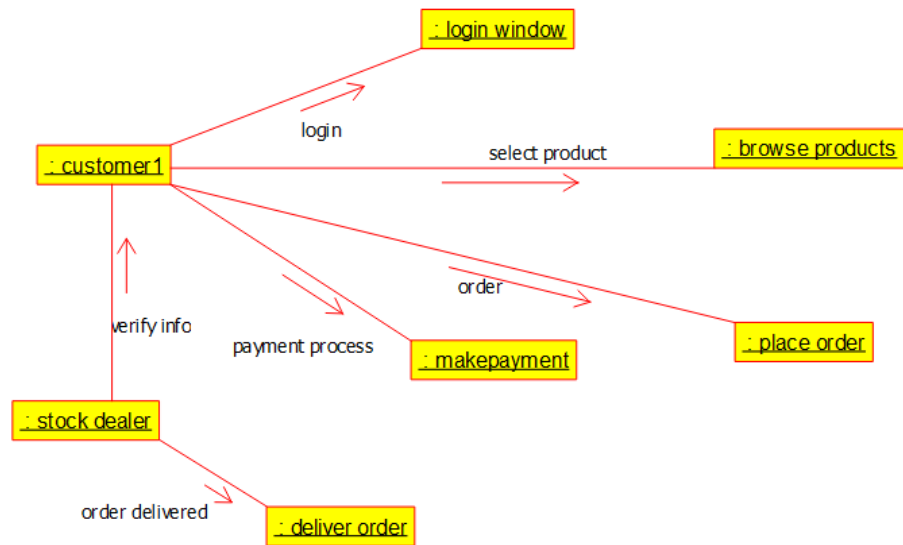 : login window
login
: customer1
select product
: browse products
order
verify info
payment process
: place order
: makepayment
: stock dealer
order delivered
: deliver order